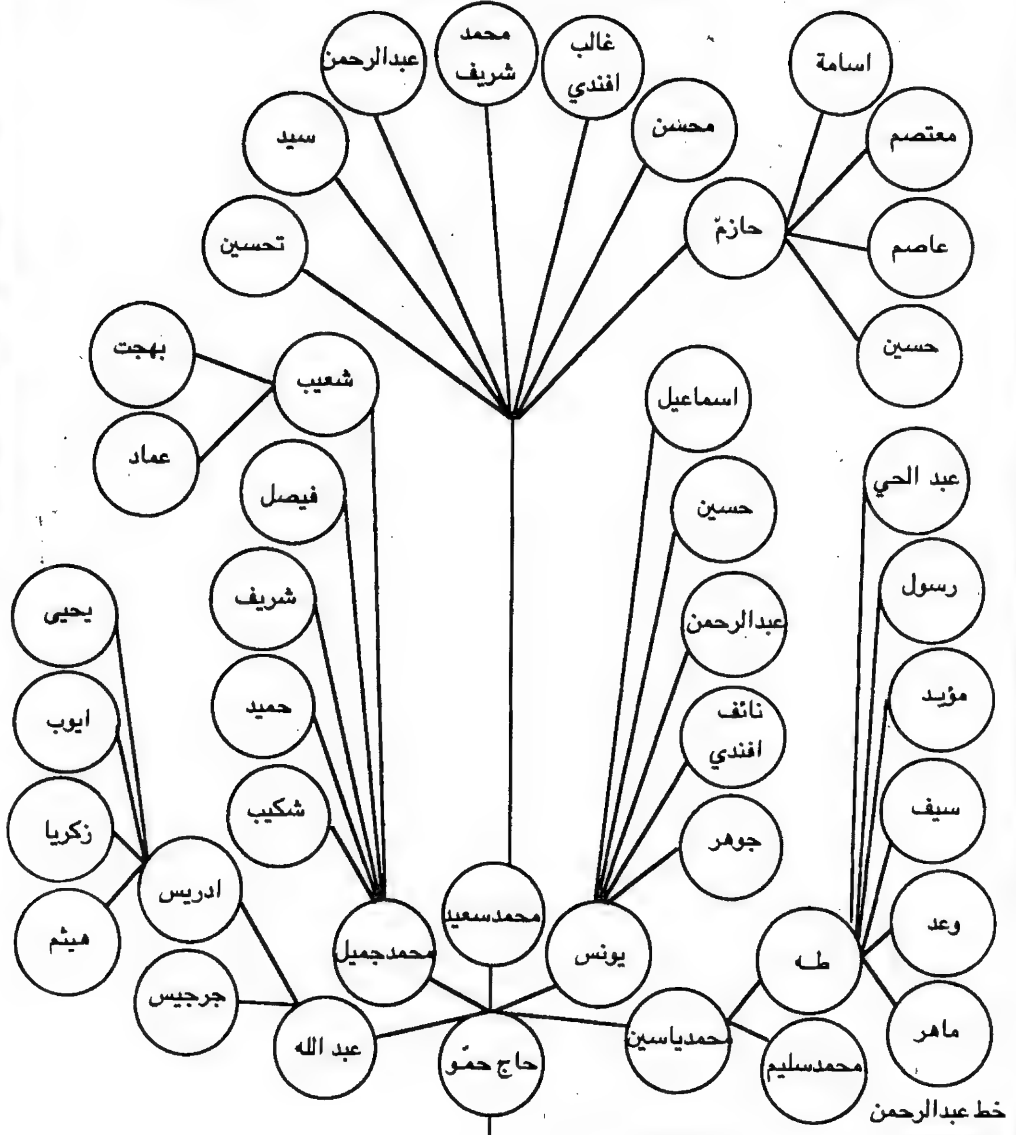 محمد
شريف
غالب
افندي
عبدالرحمن
اسامة
محسن
سيد
معتصم
حازم
تحسين
عاصم
حسين
بهجت
شعيب
اسماعيل
عماد
عبد الحي
فيصل
حسين
رسول
شريف
يحيى
عبدالرحمن
مؤيد
حميد
ايوب
نائف
افندي
سيف
شكيب
زكريا
جوهر
ادريس
وعد
محمدسعيد
هيثم
محمدجميل
يونس
طه
جرجيس
ماهر
عبد الله
حاج حمّو
محمدياسين
محمدسليم
خط عبدالرحمن